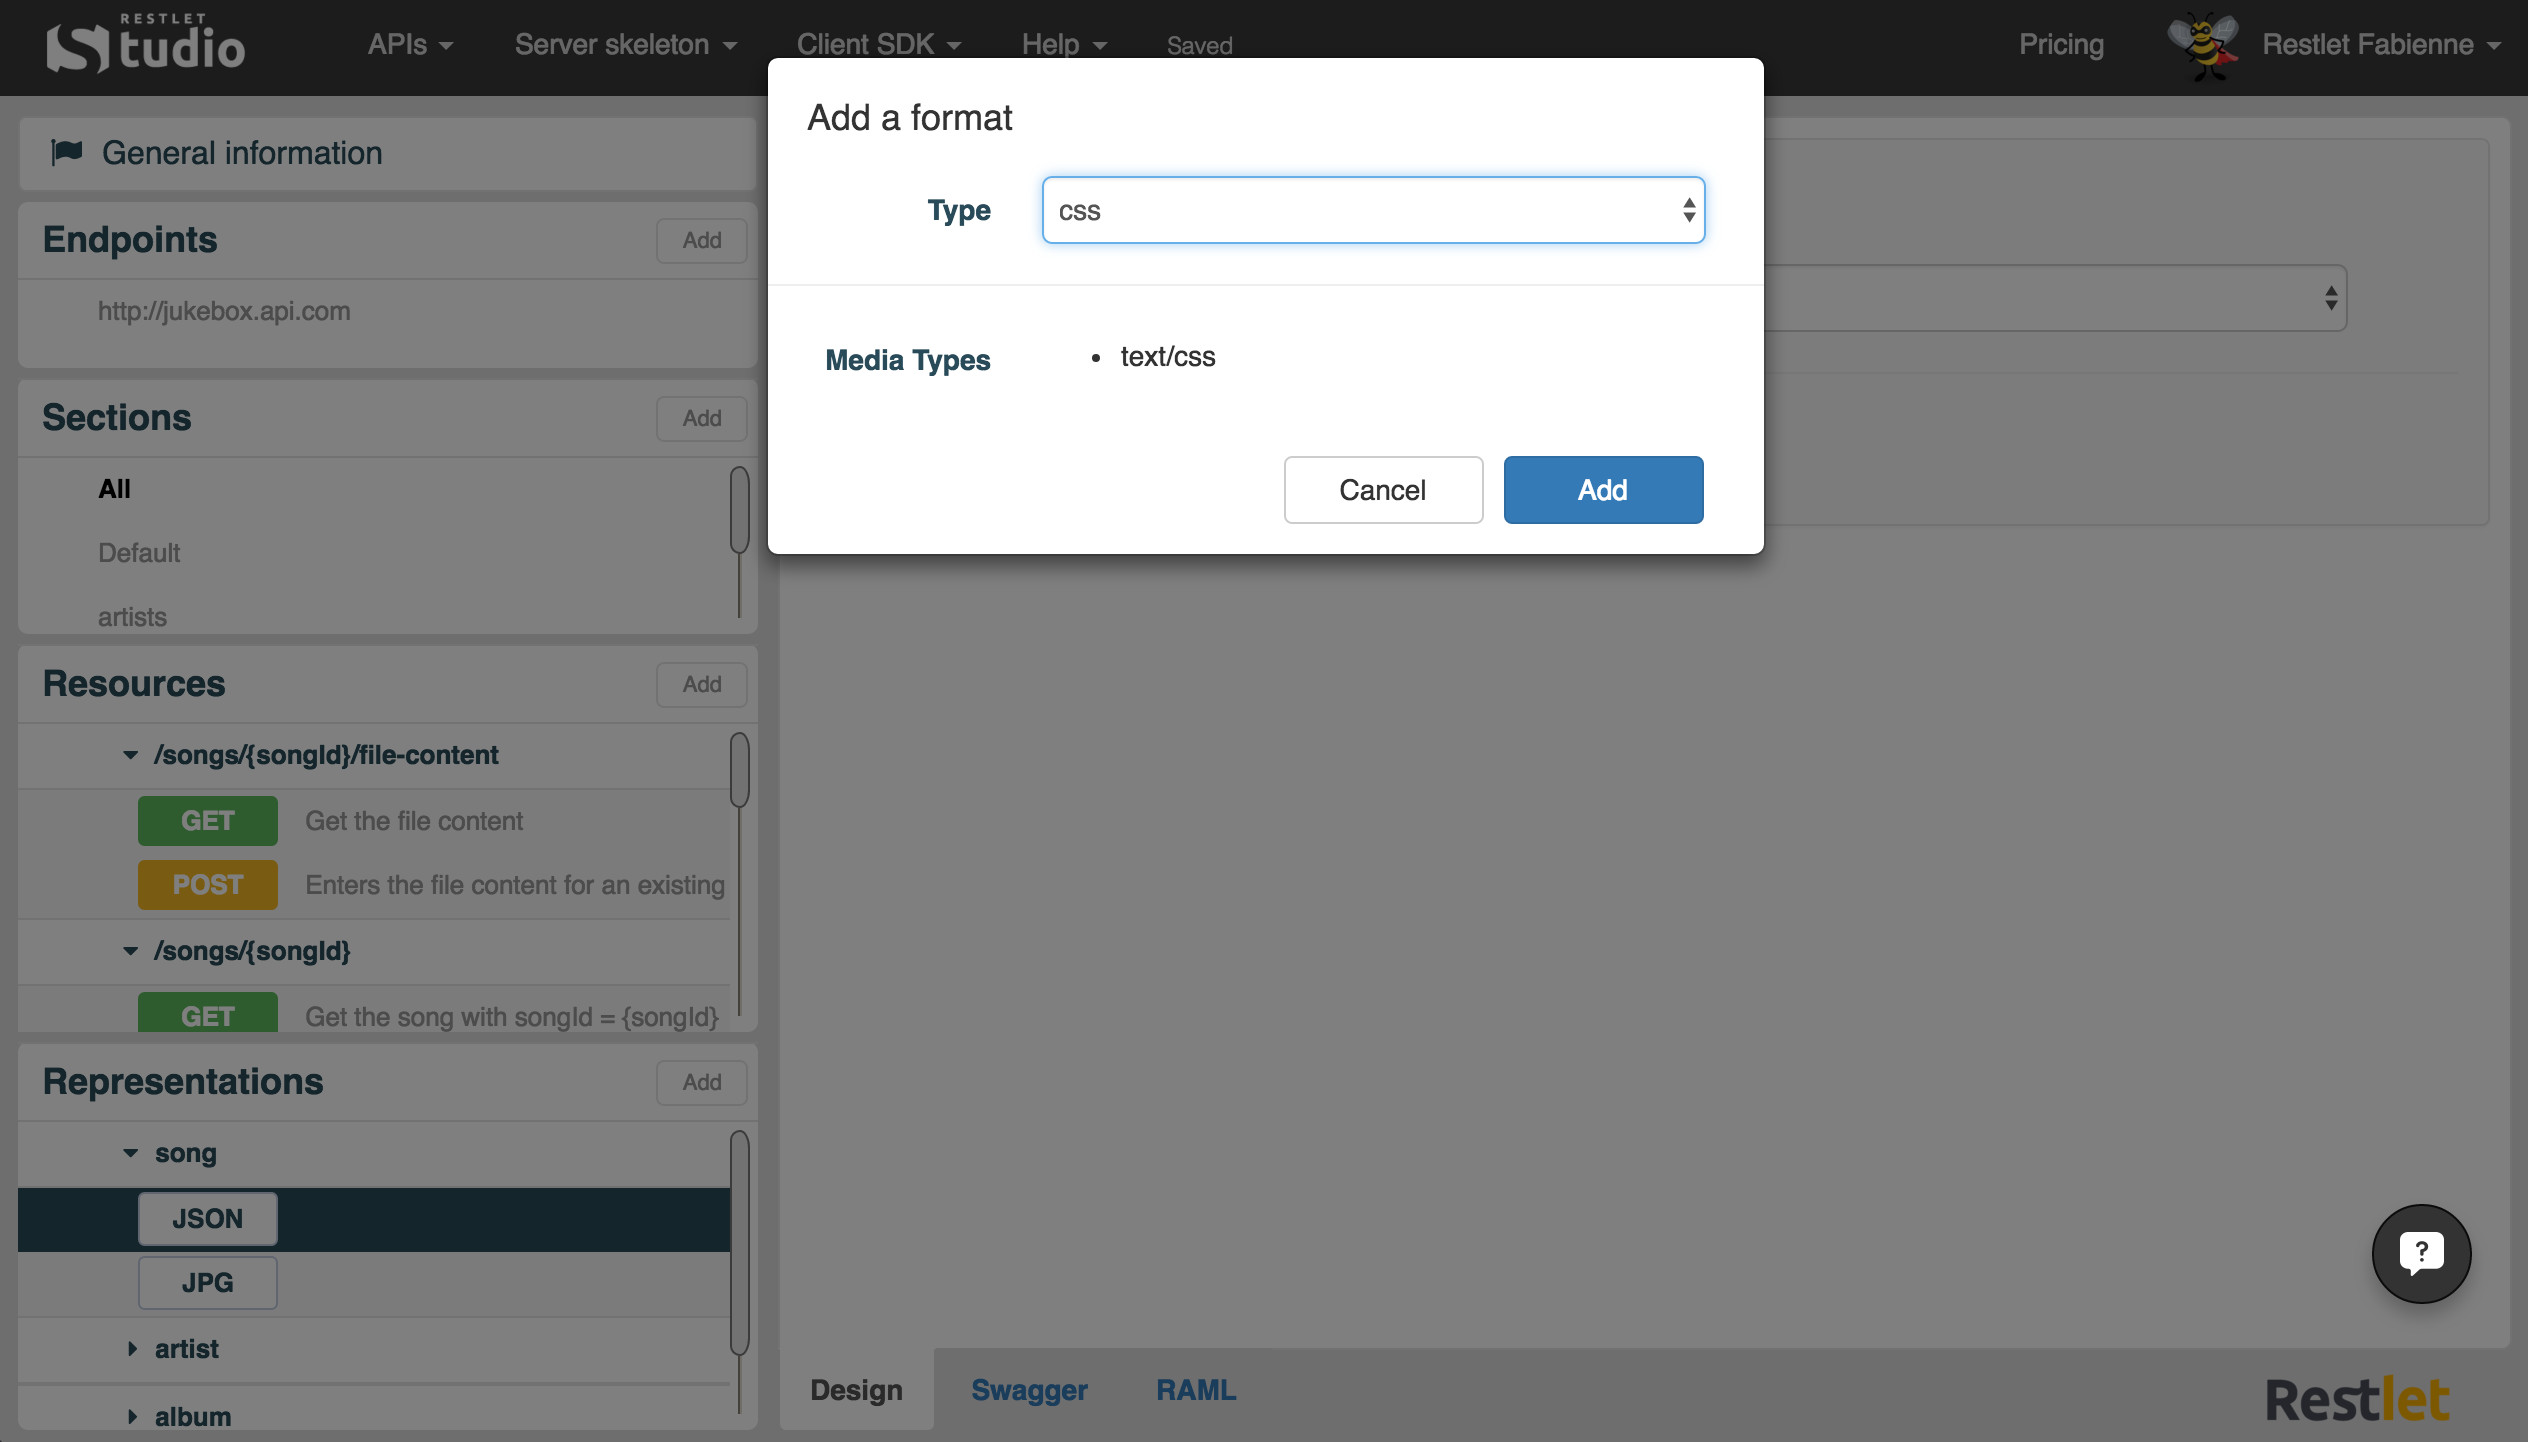 RESTLET
Studio
APIs
Server skeleton
Client SDK
Help
Saved
Pricing
Restlet Fabienne
General information
Endpoints
Add
http://jukebox.api.com
Sections
Add
All
Default
artists
Resources
Add
/songs/{songId}/file-content
GET Get the file content
POST Enters the file content for an existing
/songs/{songId}
GET Get the song with songId = {songId}
Representations
Add
song
JSON
JPG
artist
album
Add a format
Type
css
Media Types
• text/css
Cancel
Add
?
Design
Swagger
RAML
Restlet